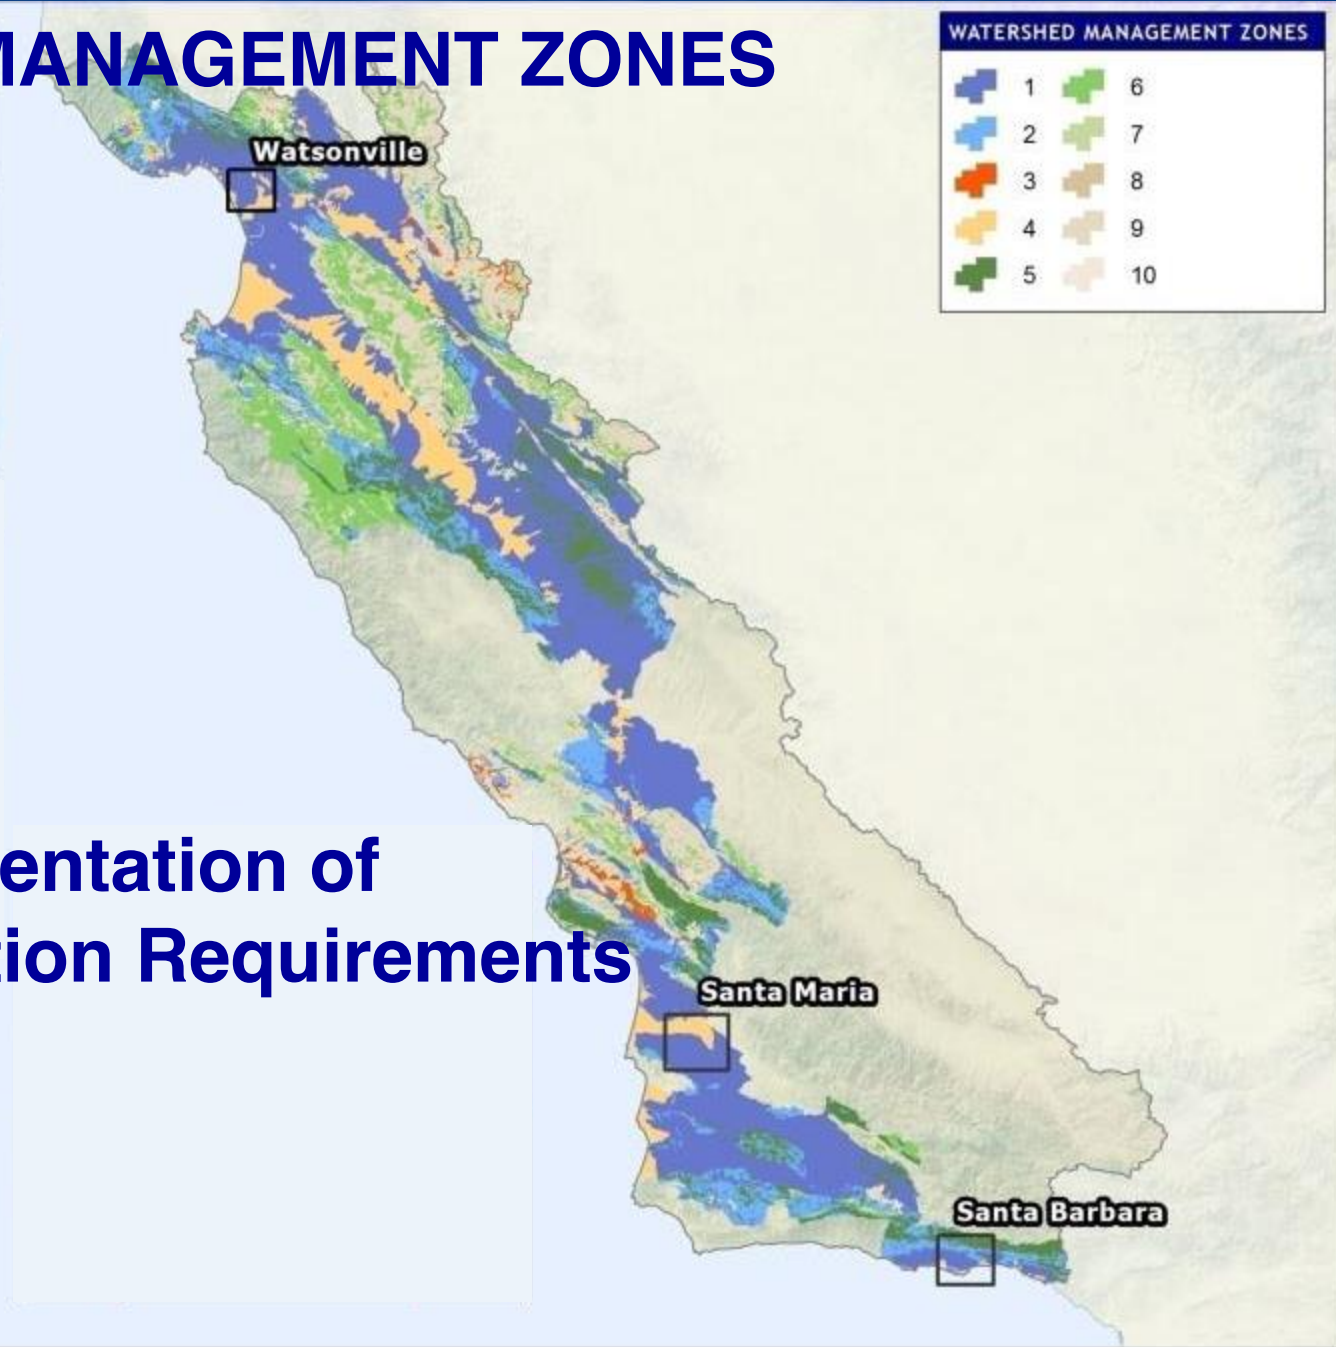 MANAGEMENT ZONES
WATERSHED MANAGEMENT ZONES
1 6
2 7
3 8
4 9
5 10
Watsonville
entation of
tion Requirements
Santa Maria
Santa Barbara